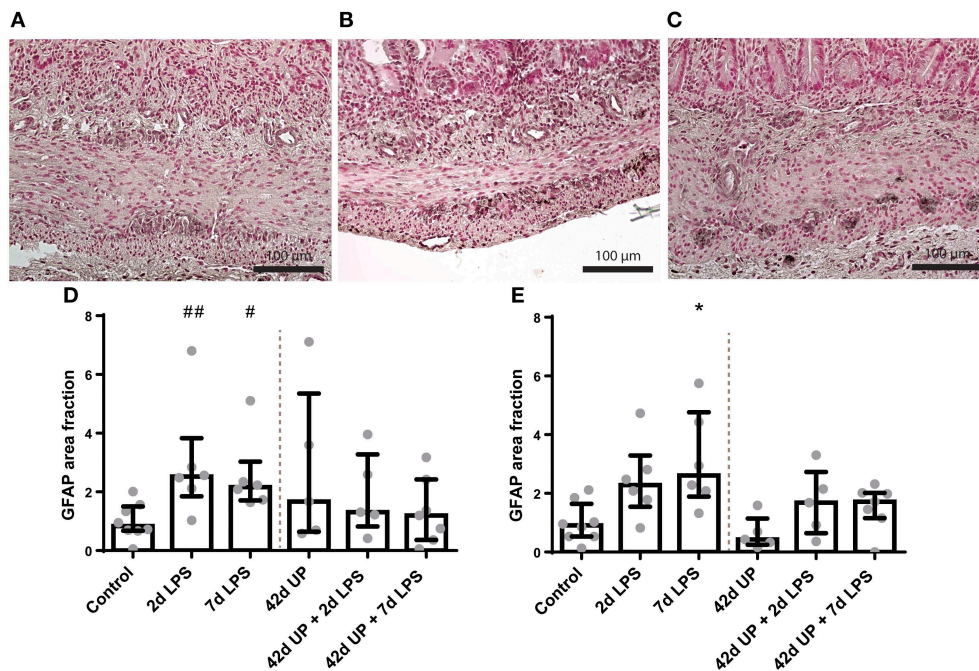 A
B
C
100 µm
100 µm
100 µm
D
E
## #
*
GFAP area fraction
8
6
4
2
0
Control
2d LPS
7d LPS
42d UP
42d UP + 2d LPS
42d UP + 7d LPS
GFAP area fraction
8
6
4
2
0
Control
2d LPS
7d LPS
42d UP
42d UP + 2d LPS
42d UP + 7d LPS